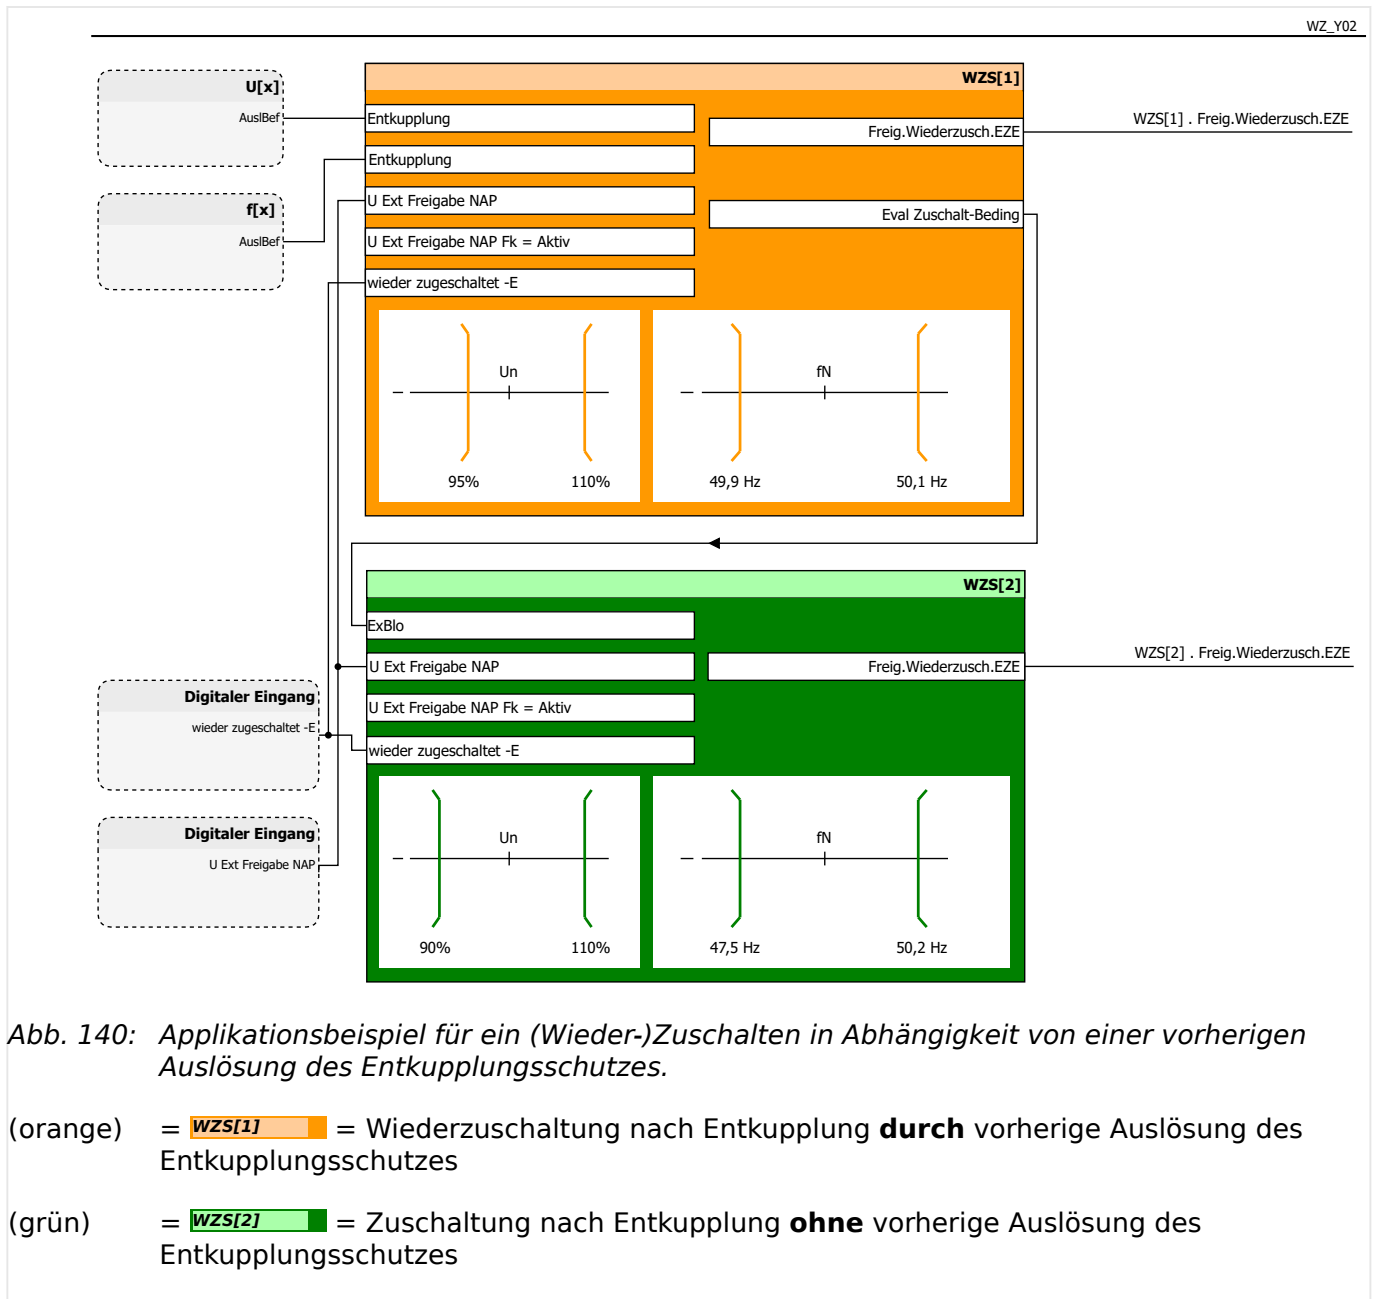 WZ_Y02
U[x]
AuslBef
f[x]
AuslBef
WZS[1]
Entkupplung
Entkupplung
U Ext Freigabe NAP
U Ext Freigabe NAP Fk = Aktiv
wieder zugeschaltet -E
Freig.Wiederzusch.EZE
Eval Zuschalt-Beding
WZS[1] . Freig.Wiederzusch.EZE
Un
95% 110%
fN
49,9 Hz 50,1 Hz
WZS[2]
ExBlo
U Ext Freigabe NAP
U Ext Freigabe NAP Fk = Aktiv
wieder zugeschaltet -E
Freig.Wiederzusch.EZE
WZS[2] . Freig.Wiederzusch.EZE
Digitaler Eingang
wieder zugeschaltet -E
Digitaler Eingang
U Ext Freigabe NAP
Un
90% 110%
fN
47,5 Hz 50,2 Hz
Abb. 140: Applikationsbeispiel für ein (Wieder-)Zuschalten in Abhängigkeit von einer vorherigen
Auslösung des Entkupplungsschutzes.
(orange) = WZS[1] = Wiederzuschaltung nach Entkupplung durch vorherige Auslösung des
Entkupplungsschutzes
(grün) = WZS[2] = Zuschaltung nach Entkupplung ohne vorherige Auslösung des
Entkupplungsschutzes